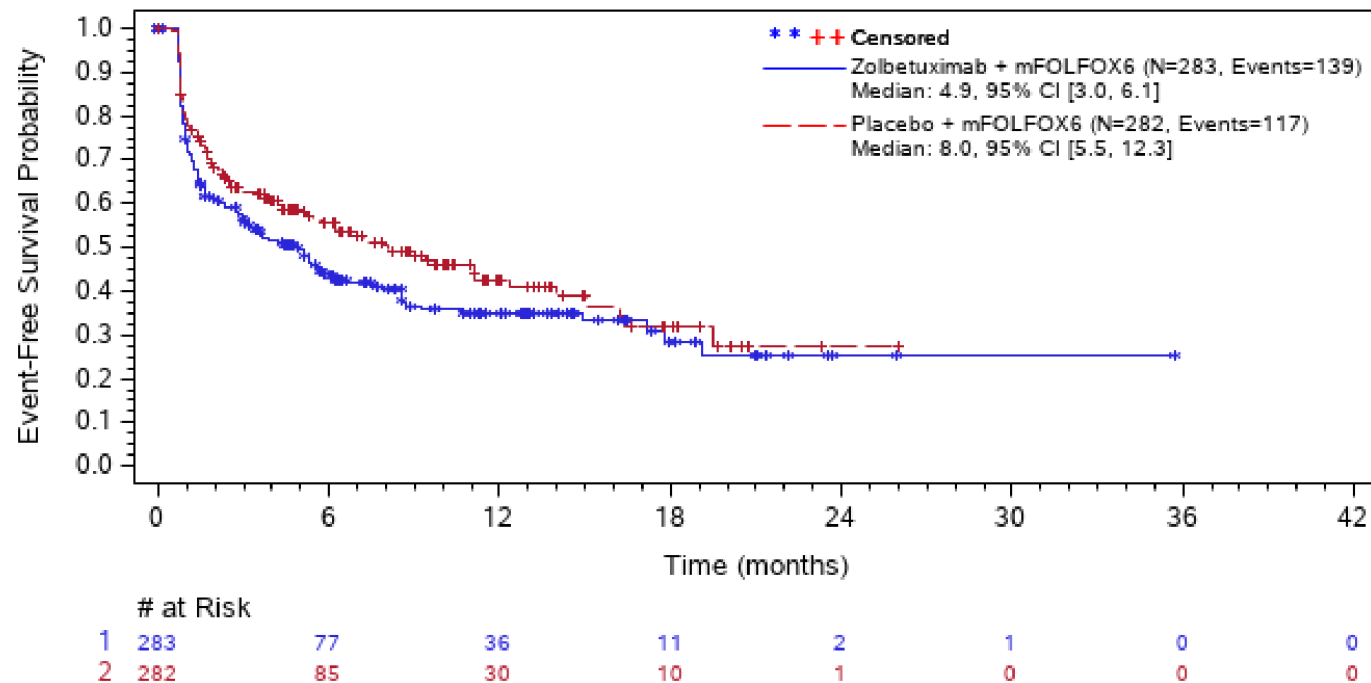 Event-Free Survival Probability
1.0
0.9
0.8
0.7
0.6
0.5
0.4
0.3
0.2
0.1
0.0
Censored
Zolbetuximab + mFOLFOX6 (N=283, Events=139)
Median: 4.9, 95% CI [3.0, 6.1]
Placebo + mFOLFOX6 (N=282, Events=117)
Median: 8.0, 95% CI [5.5, 12.3]
0 6 12 18 24 30 36 42
Time (months)
# at Risk
1 283 77 36 11 2 1 0 0
2 282 85 30 10 1 0 0 0